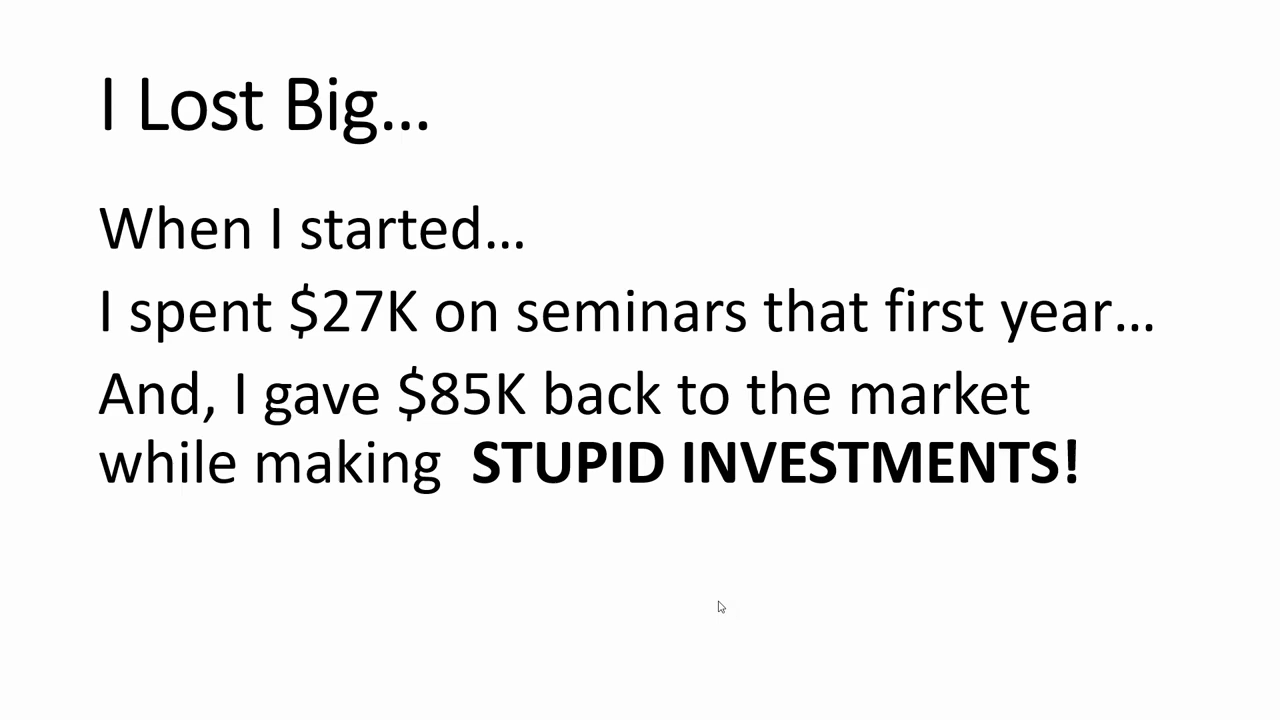 I Lost Big...
When I started...
I spent $27K on seminars that first year...
And, I gave $85K back to the market
while making  STUPID INVESTMENTS!